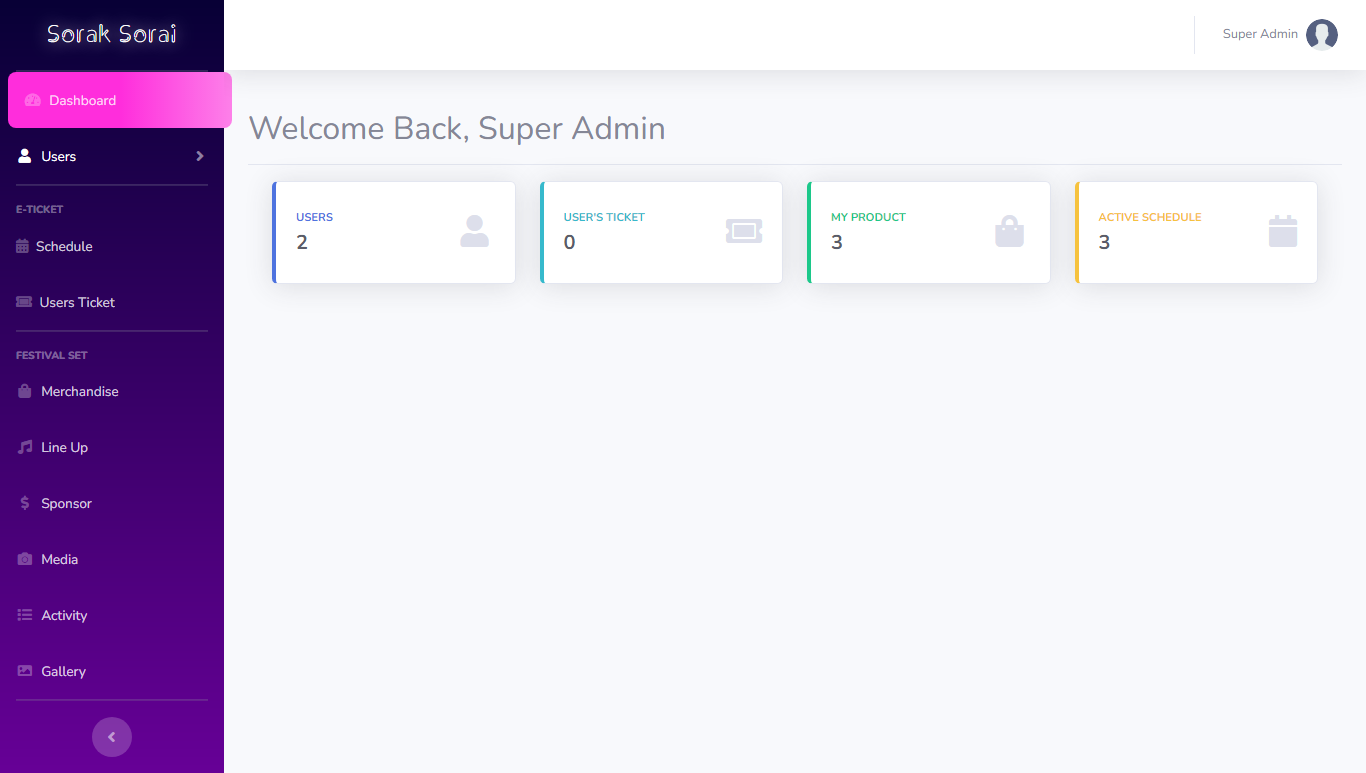 Sorak Sorai
Super Admin
Dashboard
Users
E-TICKET
Schedule
Users Ticket
FESTIVAL SET
Merchandise
Line Up
Sponsor
Media
Activity
Gallery
Welcome Back, Super Admin
USERS
2
USER'S TICKET
0
MY PRODUCT
3
ACTIVE SCHEDULE
3